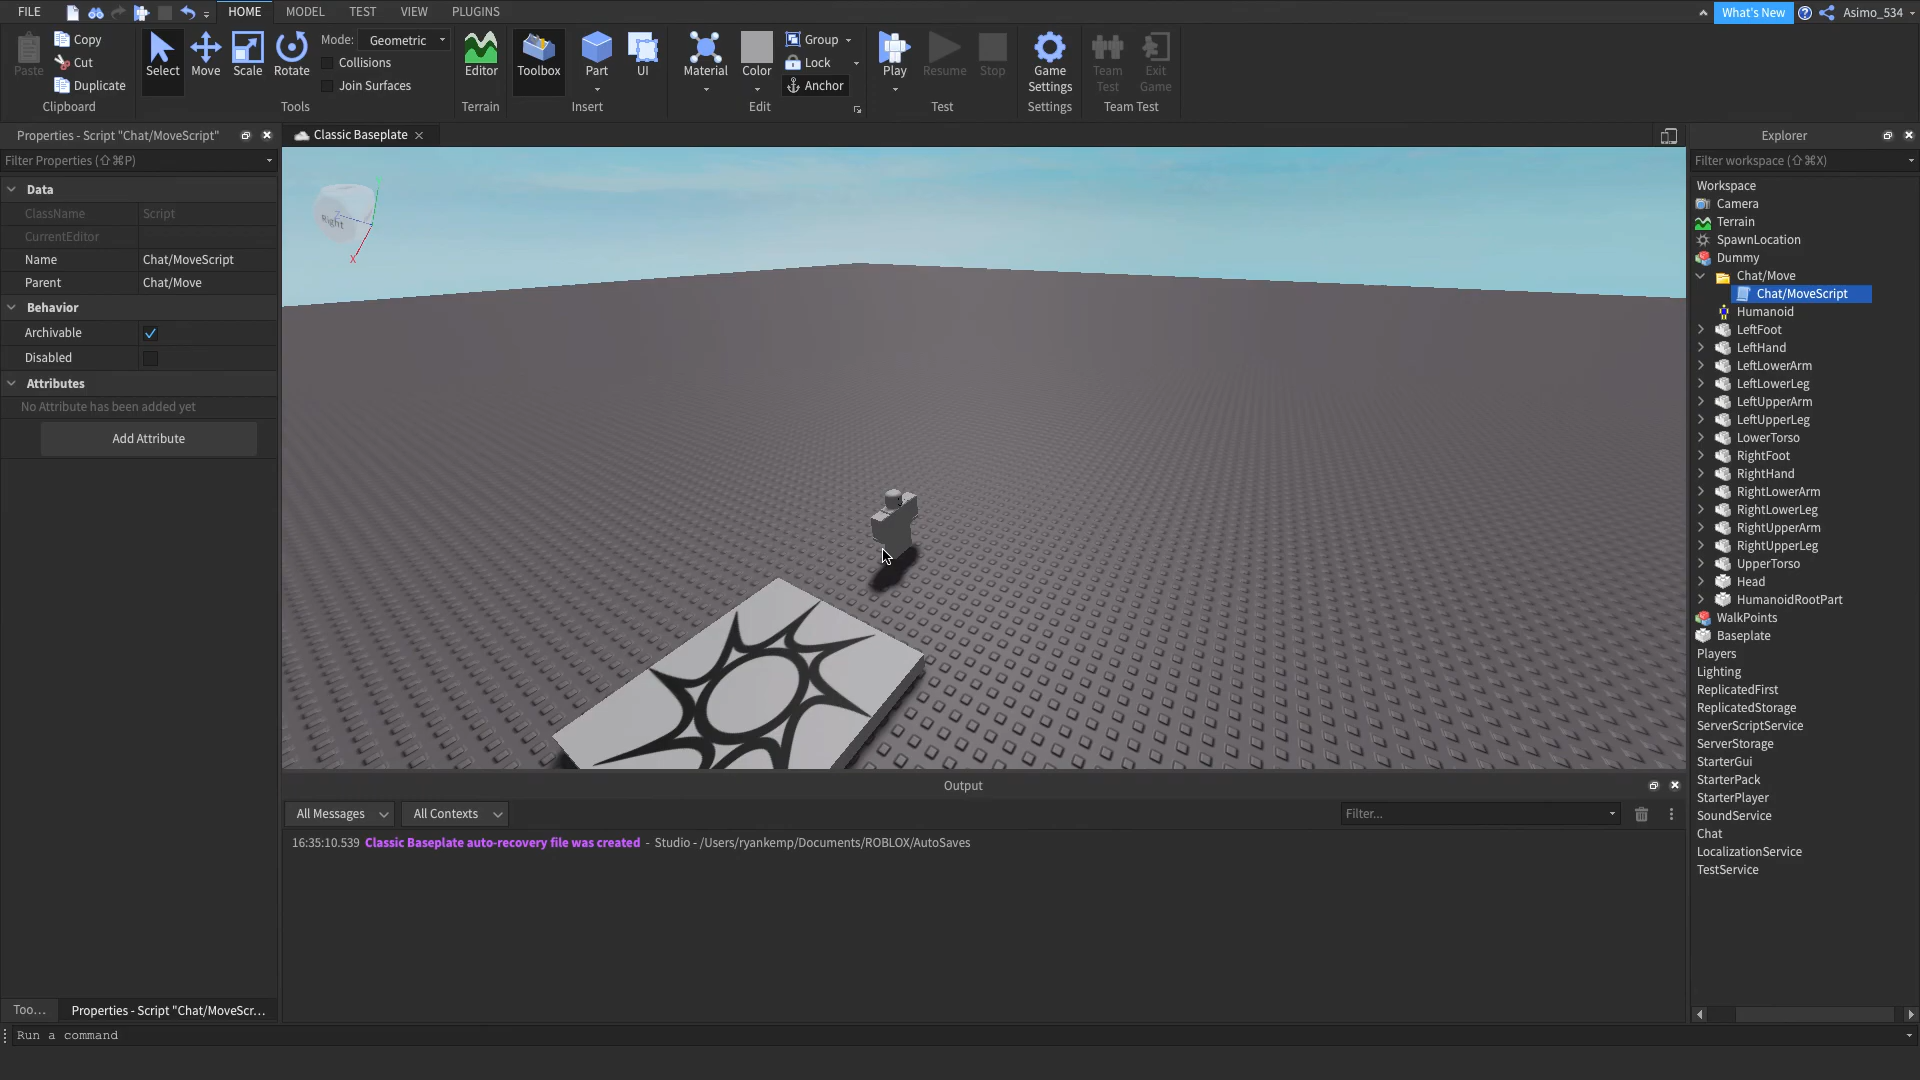 FILE HOME MODEL TEST VIEW PLUGINS What's New Asimo_534
Paste Copy Cut Duplicate Clipboard
Select Move Scale Rotate Mode: Geometric Collisions Join Surfaces Tools
Editor Terrain
Toolbox Part UI Insert
Material Color Group Lock Anchor Edit
Play Resume Stop Test
Game Settings Settings
Team Test Exit Game Team Test
Properties - Script "Chat/MoveScript"
Filter Properties (⇧⌘P)
Data
ClassName Script
CurrentEditor
Name Chat/MoveScript
Parent Chat/Move
Behavior
Archivable
Disabled
Attributes
No Attribute has been added yet
Add Attribute
Too...
Properties - Script "Chat/MoveScr...
Classic Baseplate
Right
X
Output
All Messages All Contexts Filter...
16:35:10.539 Classic Baseplate auto-recovery file was created - Studio - /Users/ryankemp/Documents/ROBLOX/AutoSaves
Explorer
Filter workspace (⇧⌘X)
Workspace
Camera
Terrain
SpawnLocation
Dummy
Chat/Move
Chat/MoveScript
Humanoid
LeftFoot
LeftHand
LeftLowerArm
LeftLowerLeg
LeftUpperArm
LeftUpperLeg
LowerTorso
RightFoot
RightHand
RightLowerArm
RightLowerLeg
RightUpperArm
RightUpperLeg
UpperTorso
Head
HumanoidRootPart
WalkPoints
Baseplate
Players
Lighting
ReplicatedFirst
ReplicatedStorage
ServerScriptService
ServerStorage
StarterGui
StarterPack
StarterPlayer
SoundService
Chat
LocalizationService
TestService
Run a command